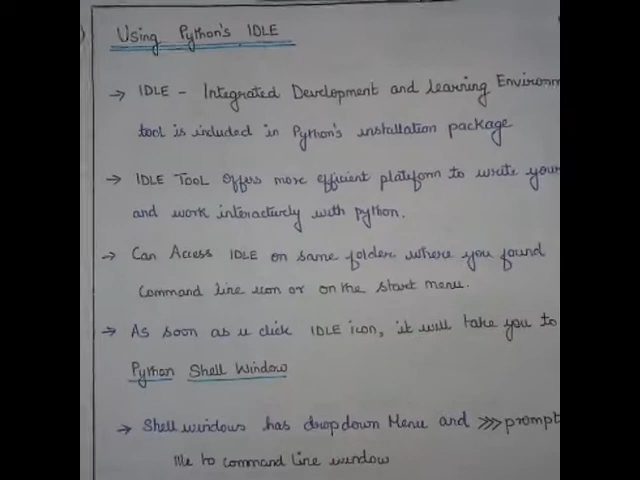 Using Python's IDLE
→ IDLE - Integrated Development and learning Environm
tool is included in Python's installation package
→ IDLE TOOL offers more efficient platform to write your
and work interactively with python.
→ Can Access IDLE on same folder where you found
Command line icon or on the start menu.
→ As soon as u click IDLE icon, it will take you to
Python Shell Window
→ Shell windows has dropdown Menu and >>> prompt
like to command line window